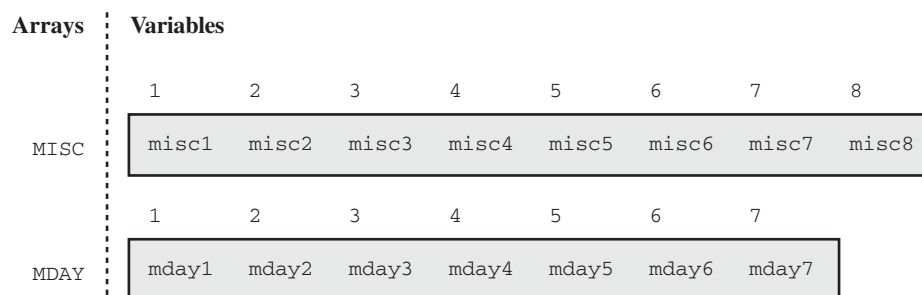 Arrays Variables
1 2 3 4 5 6 7 8
MISC misc1 misc2 misc3 misc4 misc5 misc6 misc7 misc8
1 2 3 4 5 6 7
MDAY mday1 mday2 mday3 mday4 mday5 mday6 mday7